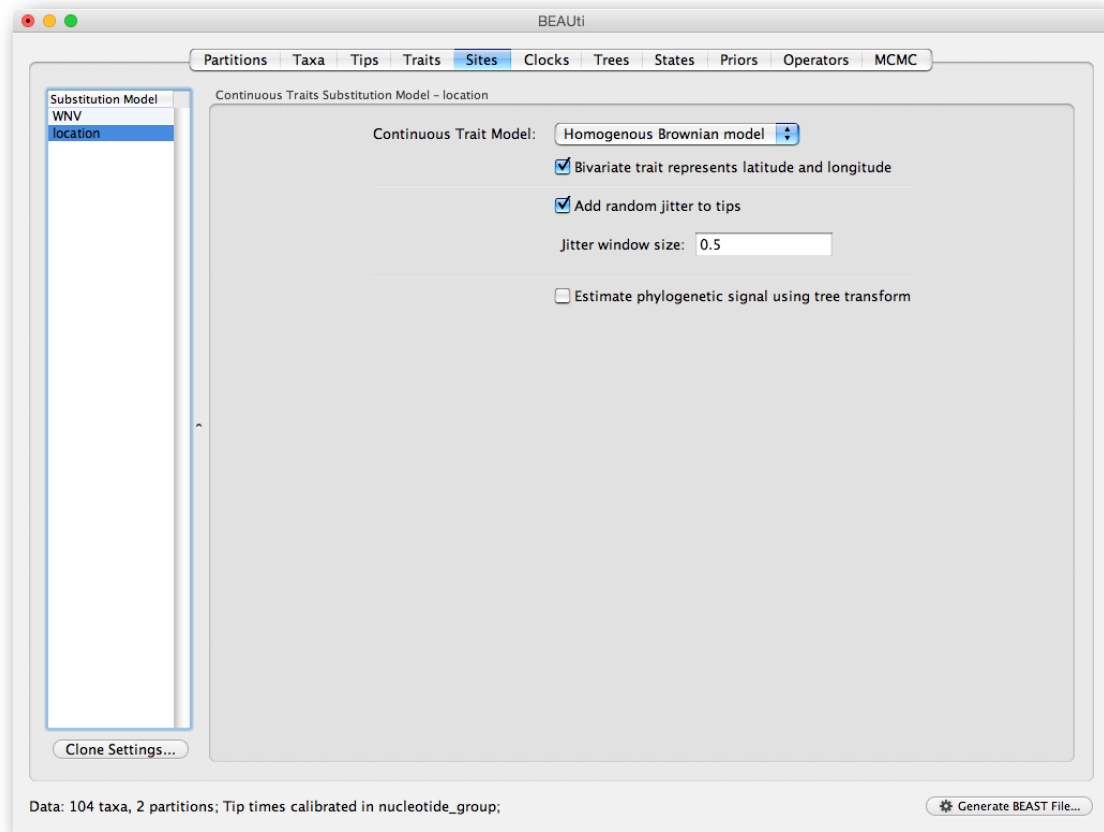 BEAUti
Partitions Taxa Tips Traits Sites Clocks Trees States Priors Operators MCMC
Substitution Model
WNV
location
Continuous Traits Substitution Model - location
Continuous Trait Model: Homogenous Brownian model
Bivariate trait represents latitude and longitude
Add random jitter to tips
Jitter window size: 0.5
Estimate phylogenetic signal using tree transform
Clone Settings...
Data: 104 taxa, 2 partitions; Tip times calibrated in nucleotide_group;
Generate BEAST File...